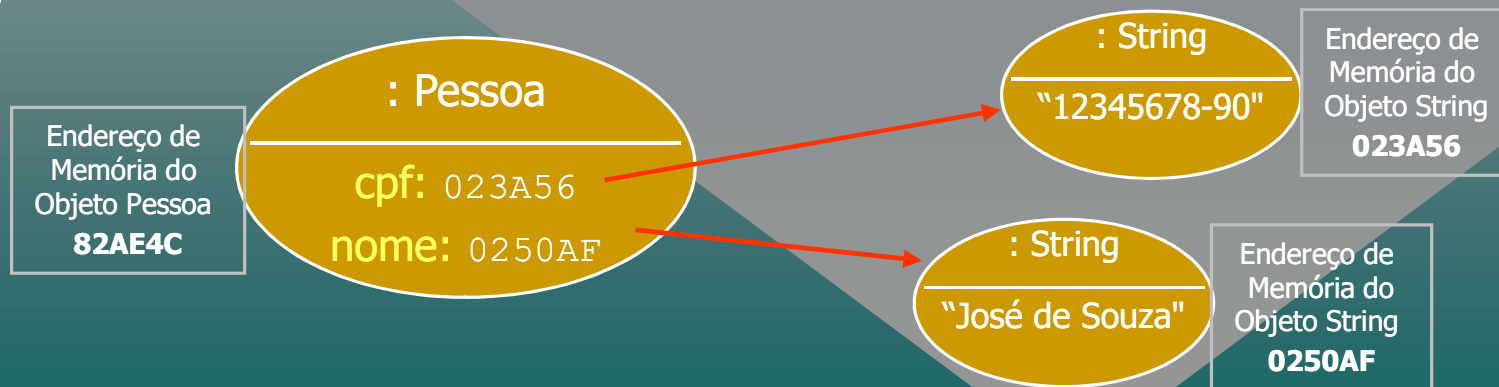 Endereço de
Memória do
Objeto Pessoa
82AE4C
: Pessoa
cpf: 023A56
nome: 0250AF
: String
“12345678-90"
Endereço de
Memória do
Objeto String
023A56
: String
“José de Souza"
Endereço de
Memória do
Objeto String
0250AF